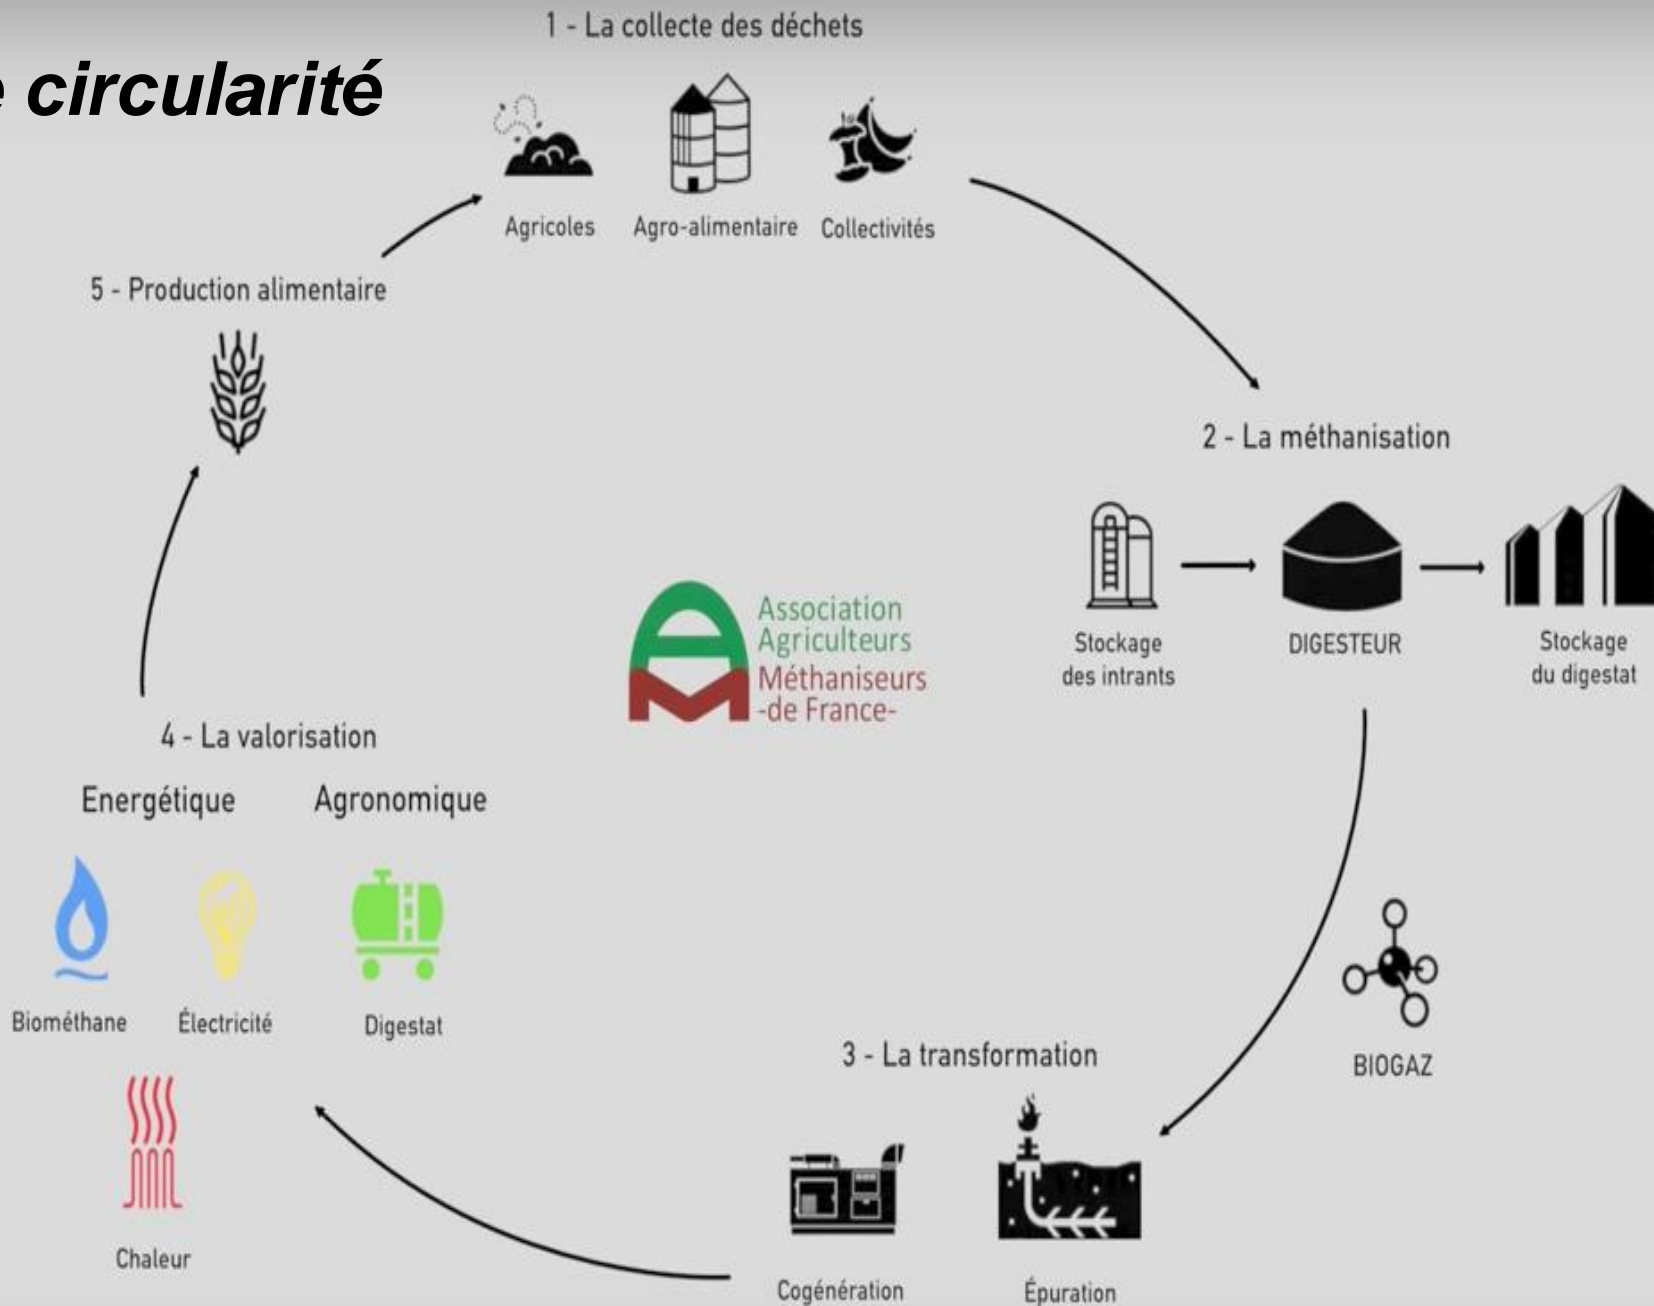 e circularité
1 - La collecte des déchets
Agricoles
Agro-alimentaire
Collectivités
2 - La méthanisation
Stockage
des intrants
DIGESTEUR
Stockage
du digestat
BIOGAZ
3 - La transformation
Cogénération
Épuration
4 - La valorisation
Energétique
Agronomique
Biométhane
Électricité
Digestat
Chaleur
5 - Production alimentaire
Association
Agriculteurs
Méthaniseurs
-de France-